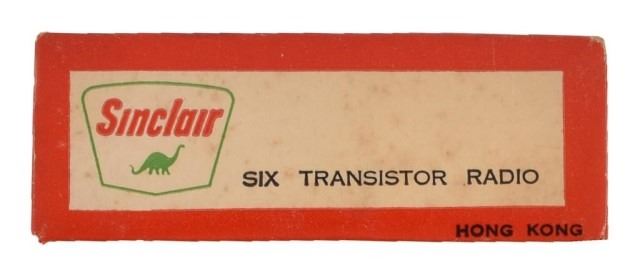 Sinclair
SIX TRANSISTOR RADIO
HONG KONG